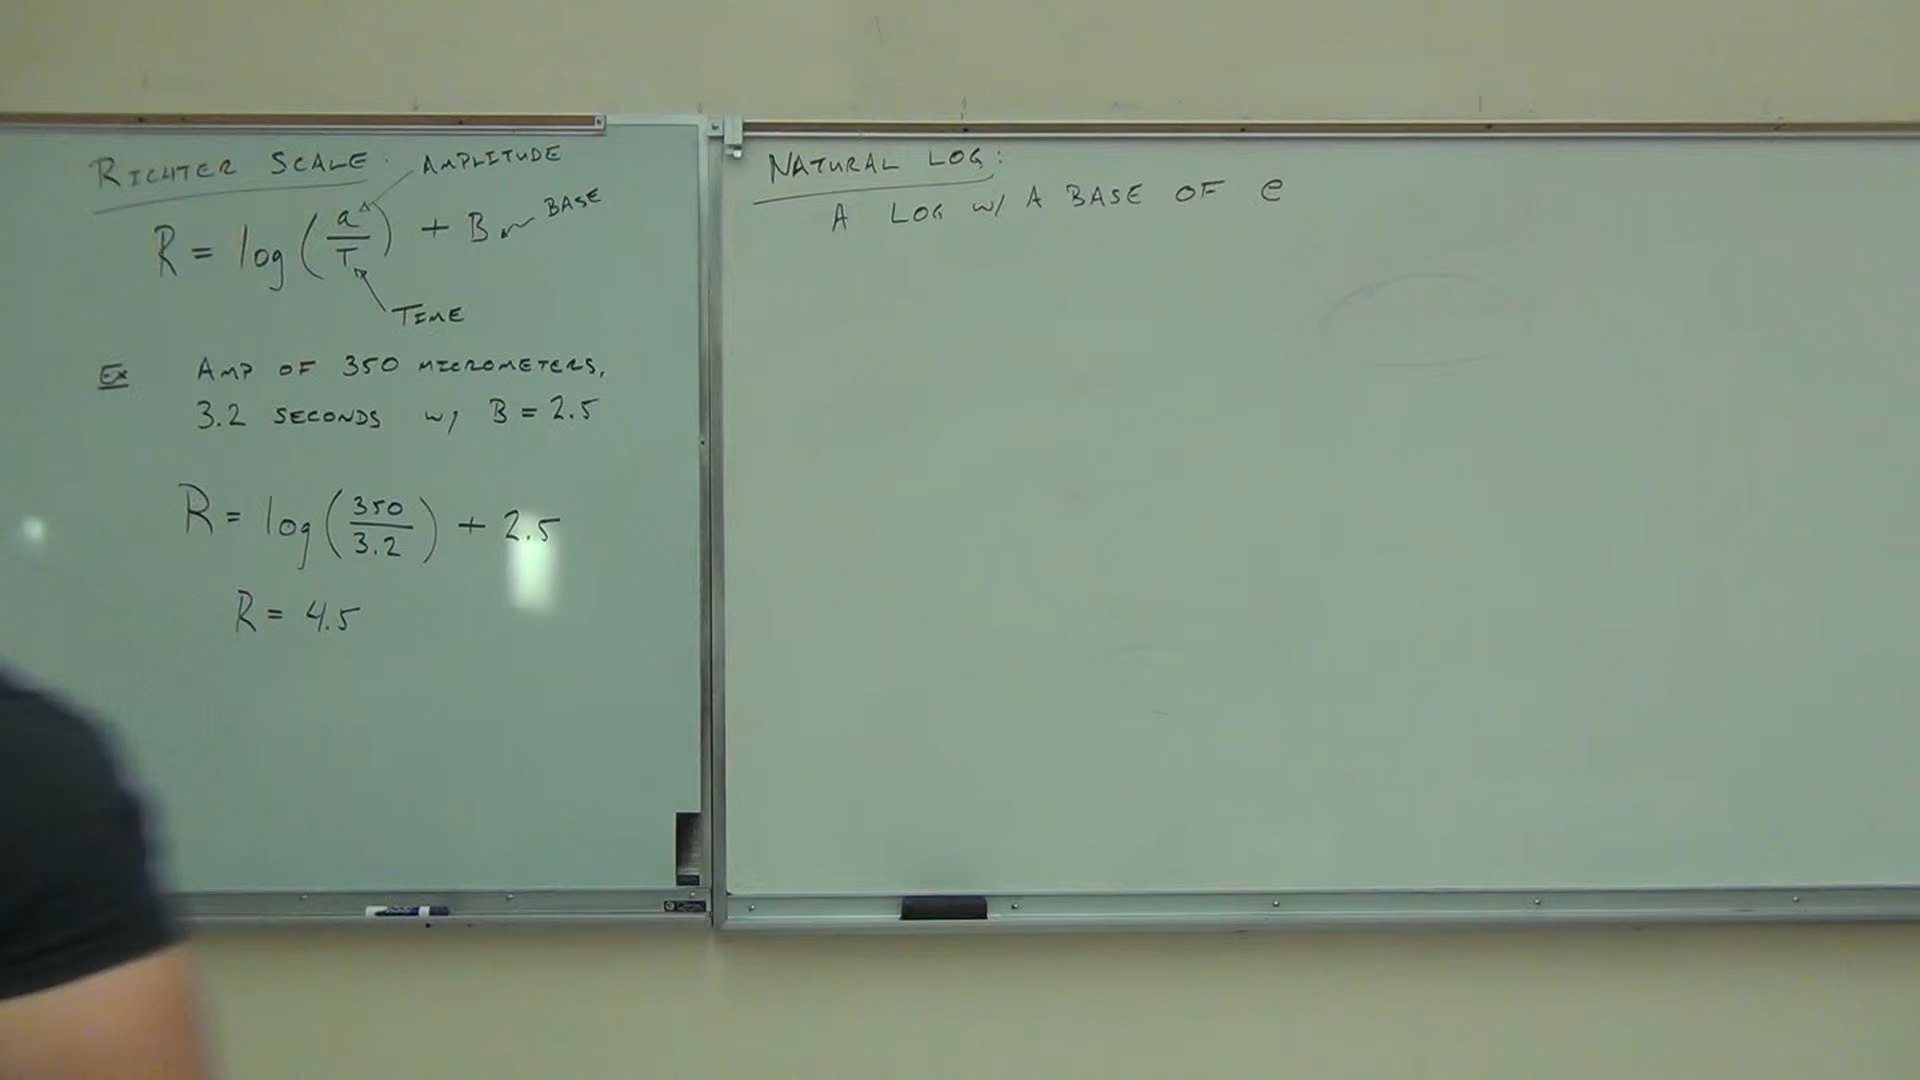 RICHTER SCALE: AMPLITUDE
R = log(a/T) + B BASE
TIME
Ex AMP OF 350 MICROMETERS,
3.2 SECONDS w/ B = 2.5
R = log(350/3.2) + 2.5
R = 4.5
NATURAL LOG:
A LOG w/ A BASE OF e